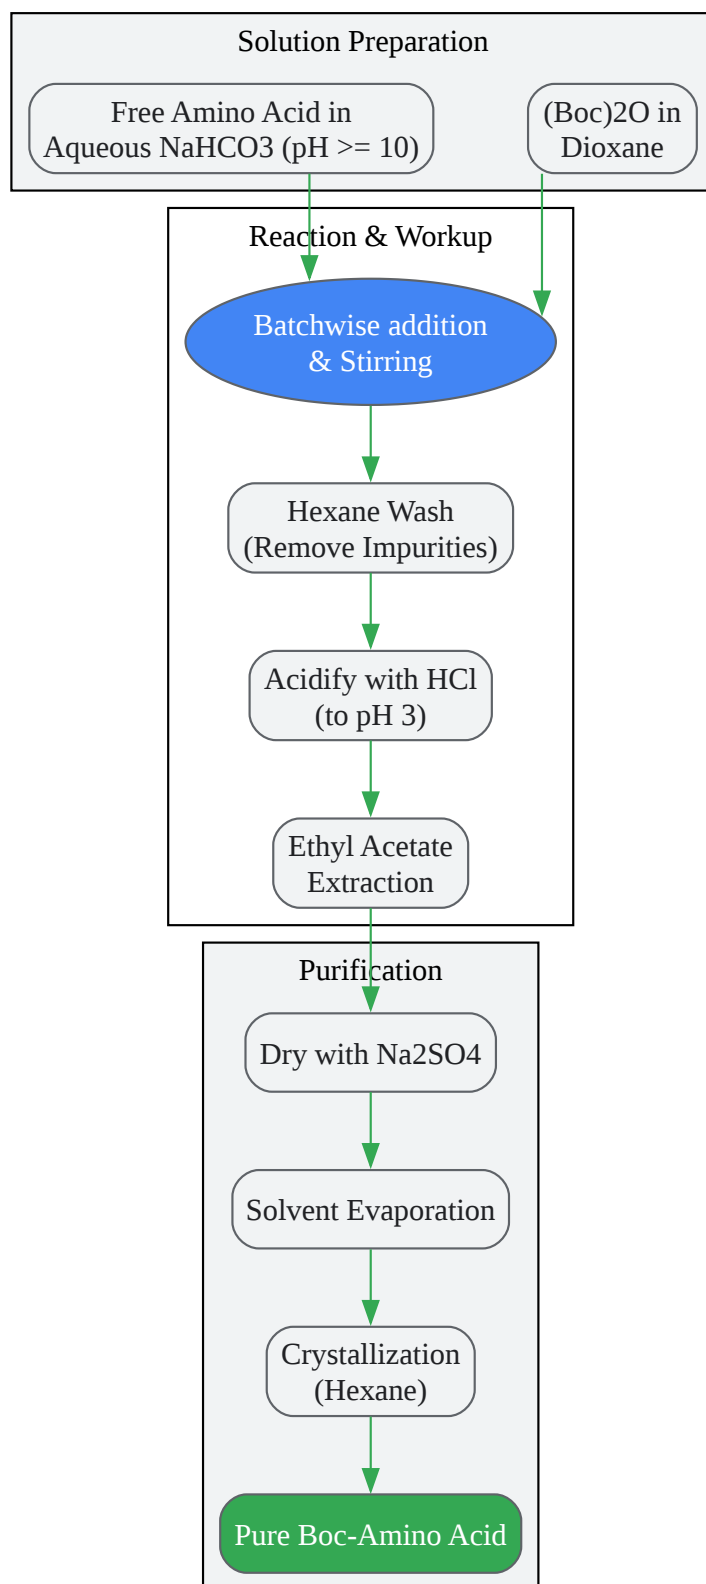 Solution Preparation
Free Amino Acid in
Aqueous NaHCO3 (pH >= 10)
(Boc)2O in
Dioxane
Reaction & Workup
Batchwise addition
& Stirring
Hexane Wash
(Remove Impurities)
Acidify with HCl
(to pH 3)
Ethyl Acetate
Extraction
Purification
Dry with Na2SO4
Solvent Evaporation
Crystallization
(Hexane)
Pure Boc-Amino Acid